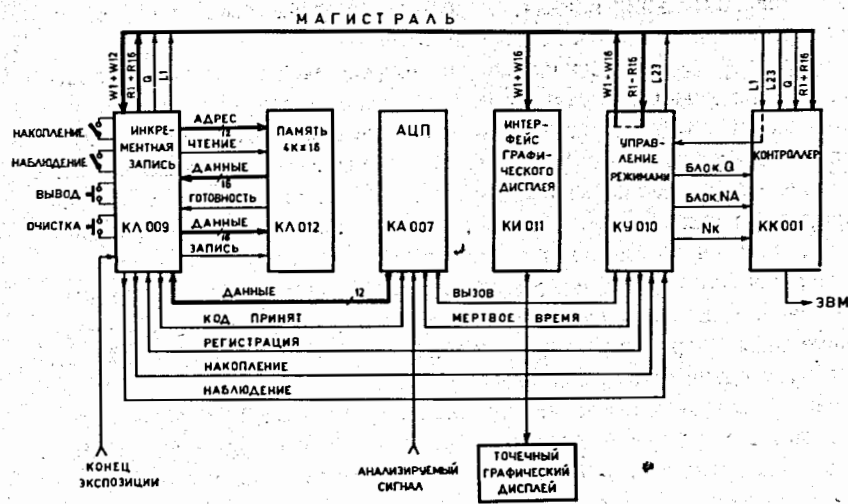 МАГИСТРАЛЬ
W1÷W12
R1÷R16
Q
L1
W1÷W16
W1÷W16
R1÷R16
L23
L1
L23
Q
R1÷R16
НАКОПЛЕНИЕ
НАБЛЮДЕНИЕ
ВЫВОД
ОЧИСТКА
ИНКРЕ-
МЕНТНАЯ
ЗАПИСЬ
КЛ 009
АДРЕС
12
ЧТЕНИЕ
ДАННЫЕ
16
ГОТОВНОСТЬ
ДАННЫЕ
16
ЗАПИСЬ
ПАМЯТЬ
4К×16
КЛ 012
АЦП
КА 007
ИНТЕР-
ФЕЙС
ГРАФИ-
ЧЕСКОГО
ДИСПЛЕЯ
КИ 011
УПРАВ-
ЛЕНИЕ
РЕЖИМАМИ
КУ 010
БЛОК. Q
БЛОК. NA
Nк
КОНТРОЛЛЕР
КК 001
ЭВМ
ДАННЫЕ
12
ВЫЗОВ
КОД ПРИНЯТ
МЕРТВОЕ ВРЕМЯ
РЕГИСТРАЦИЯ
НАКОПЛЕНИЕ
НАБЛЮДЕНИЕ
КОНЕЦ
ЭКСПОЗИЦИИ
АНАЛИЗИРУЕМЫЙ
СИГНАЛ
ТОЧЕЧНЫЙ
ГРАФИЧЕСКИЙ
ДИСПЛЕЙ